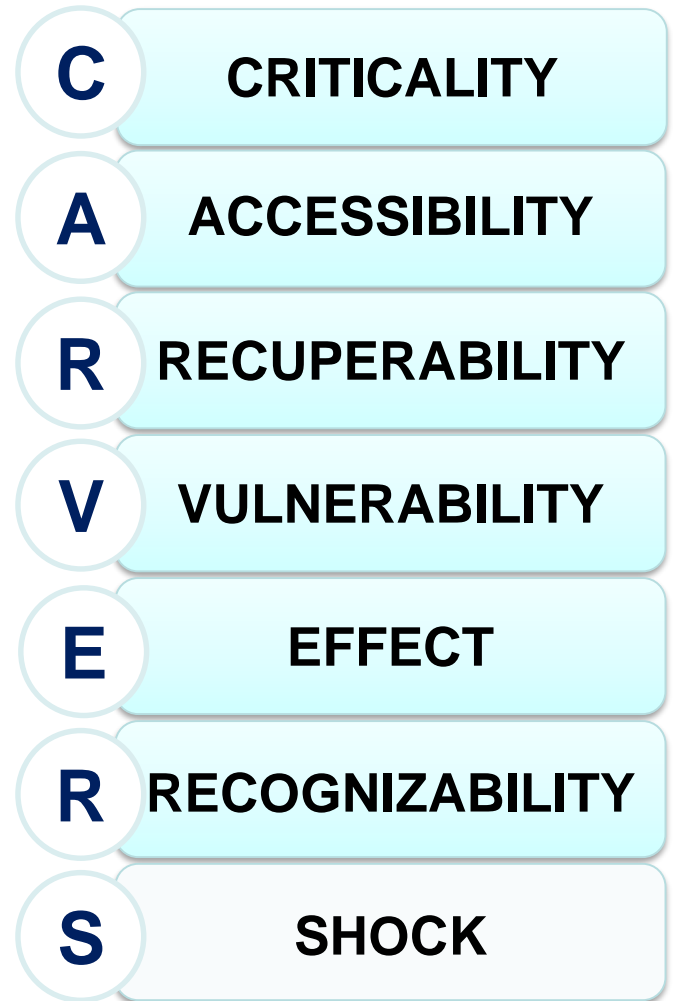 C CRITICALITY
A ACCESSIBILITY
R RECUPERABILITY
V VULNERABILITY
E EFFECT
R RECOGNIZABILITY
S SHOCK